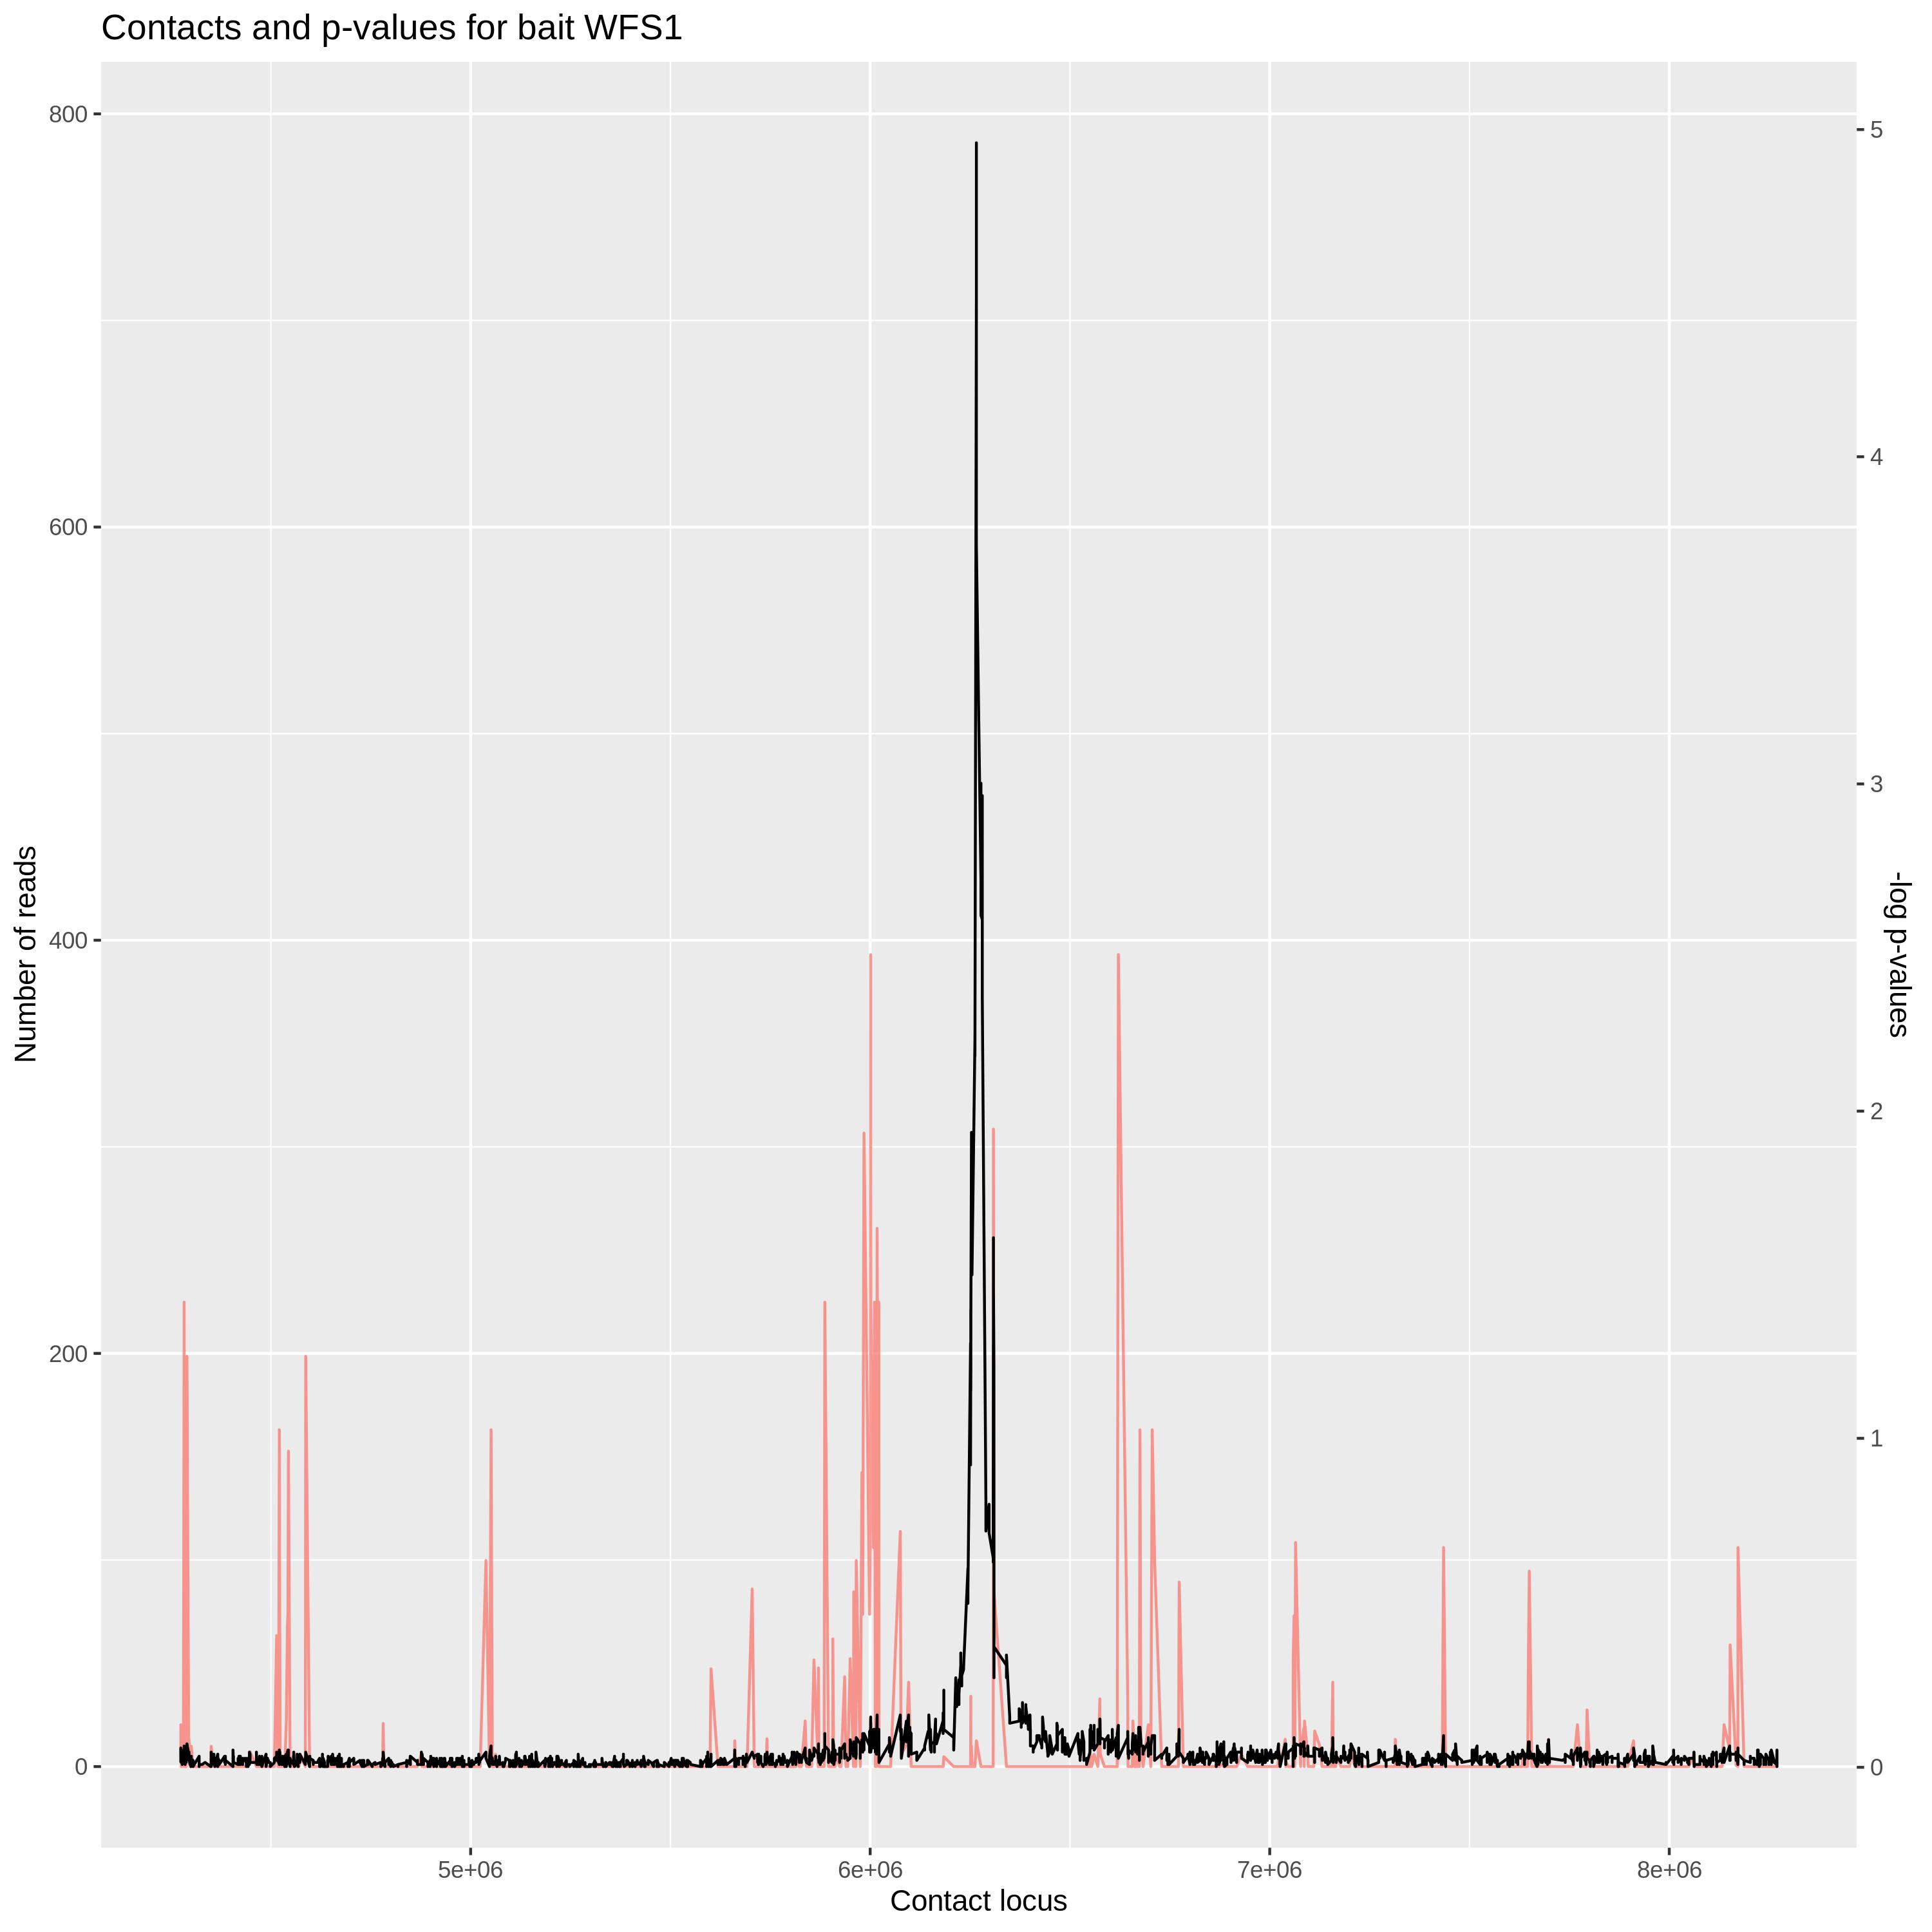 Contacts and p-values for bait WFS1
800
600
400
200
0
5
4
3
2
1
0
Number of reads
-log p-values
5e+06
6e+06
7e+06
8e+06
Contact locus